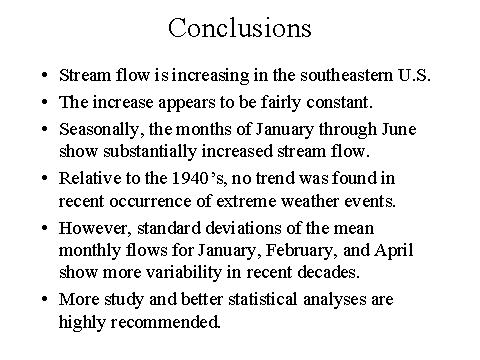 Conclusions
• Stream flow is increasing in the southeastern U.S.
• The increase appears to be fairly constant.
• Seasonally, the months of January through June
show substantially increased stream flow.
• Relative to the 1940’s, no trend was found in
recent occurrence of extreme weather events.
• However, standard deviations of the mean
monthly flows for January, February, and April
show more variability in recent decades.
• More study and better statistical analyses are
highly recommended.